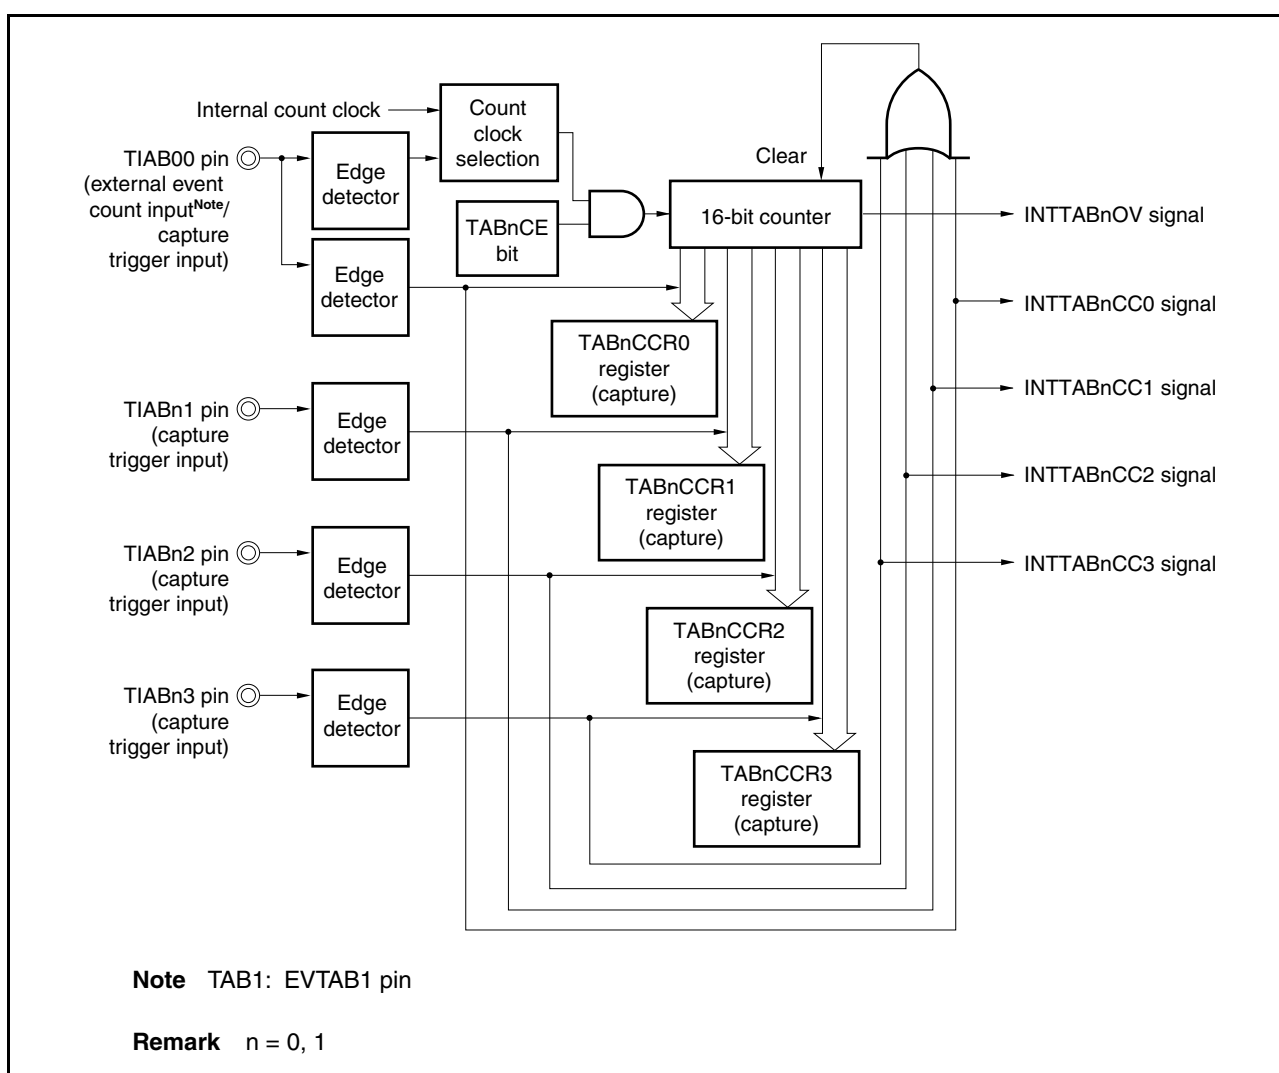 Internal count clock
Count
clock
selection
TIAB00 pin
(external event
count inputNote/
capture
trigger input)
Edge
detector
TABnCE
bit
Clear
16-bit counter
INTTABnOV signal
Edge
detector
INTTABnCC0 signal
TABnCCR0
register
(capture)
INTTABnCC1 signal
TIABn1 pin
(capture
trigger input)
Edge
detector
TABnCCR1
register
(capture)
INTTABnCC2 signal
TIABn2 pin
(capture
trigger input)
Edge
detector
INTTABnCC3 signal
TABnCCR2
register
(capture)
TIABn3 pin
(capture
trigger input)
Edge
detector
TABnCCR3
register
(capture)
Note TAB1: EVTAB1 pin
Remark n = 0, 1